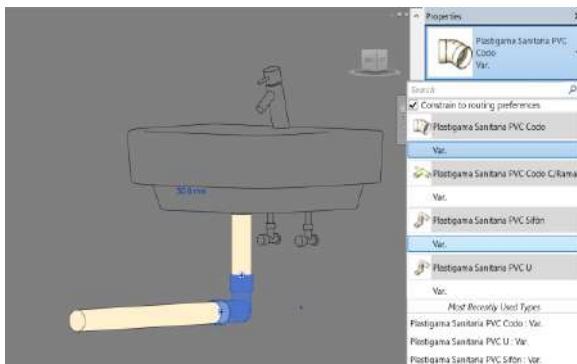 Properties
Plastigama Sanitaria PVC
Codo
Var.
Search
Constrain to routing preferences
Plastigama Sanitaria PVC Codo
Var.
Plastigama Sanitaria PVC Codo C/Rama
Var.
Plastigama Sanitaria PVC Sifón
Var.
Plastigama Sanitaria PVC U
Var.
Most Recently Used Types
Plastigama Sanitaria PVC Codo : Var.
Plastigama Sanitaria PVC U : Var.
Plastigama Sanitaria PVC Sifón : Var.